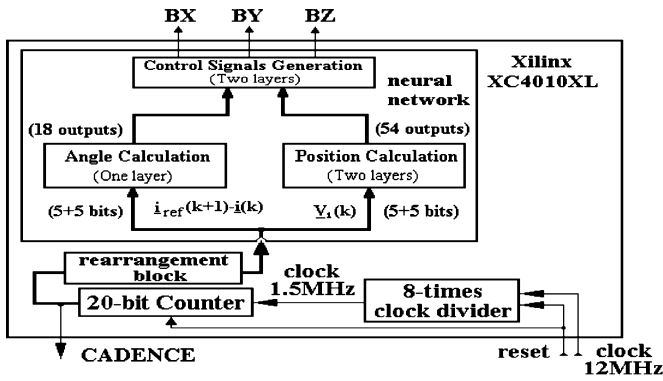 BX BY BZ
Control Signals Generation
(Two layers)
Xilinx
XC4010XL
neural
network
(18 outputs)
(54 outputs)
Angle Calculation
(One layer)
Position Calculation
(Two layers)
(5+5 bits)
i ref (k+1)-i(k)
V₁(k)
(5+5 bits)
rearrangement
block
20-bit Counter
clock
1.5MHz
8-times
clock divider
CADENCE
reset
clock
12MHz